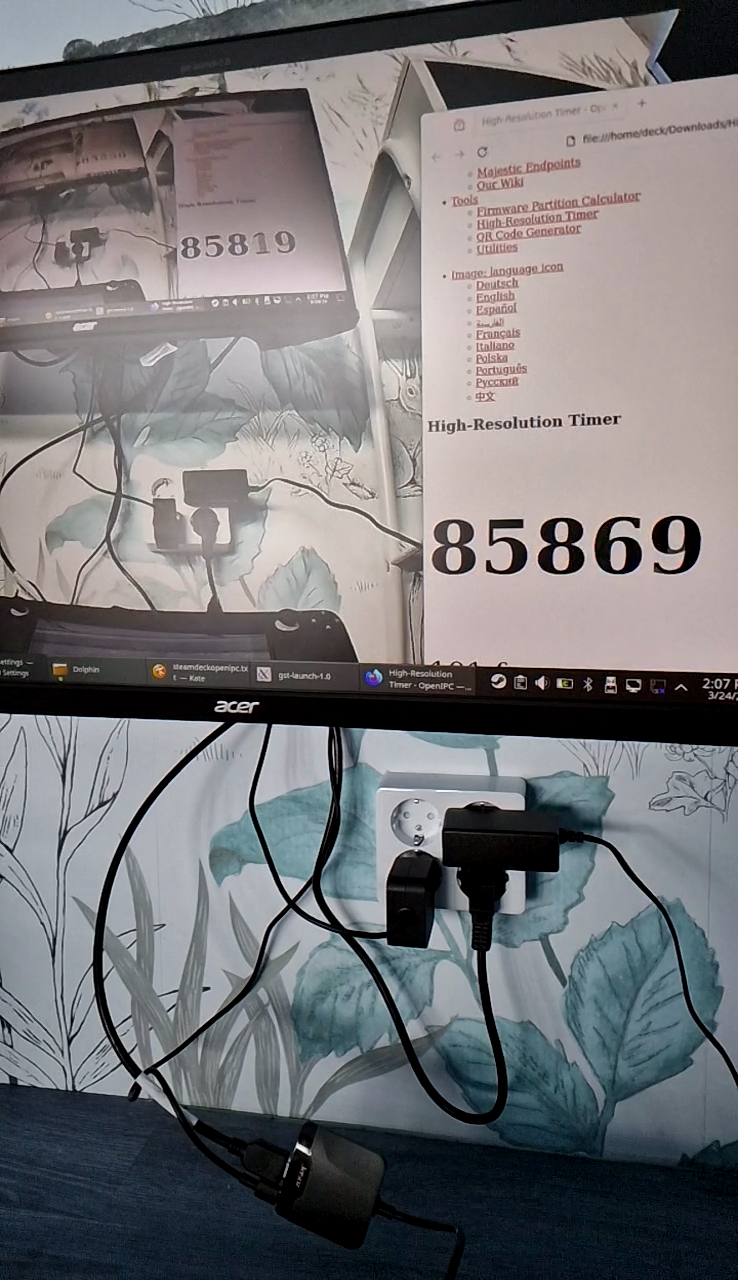 High-Resolution Timer - Ope
file:///home/deck/Downloads/Hi
Majestic Endpoints
Our Wiki
Tools
Firmware Partition Calculator
High-Resolution Timer
QR Code Generator
Utilities
Image: language icon
Deutsch
English
Español
فارسی
Français
Italiano
Polska
Português
Русский
中文
High-Resolution Timer
85869
High-Resolution Timer
85819
acer
Dolphin
steamdeckopenipc.tx
t — Kate
gst-launch-1.0
High-Resolution
Timer - OpenIPC —...
2:07 P
3/24/2
acer